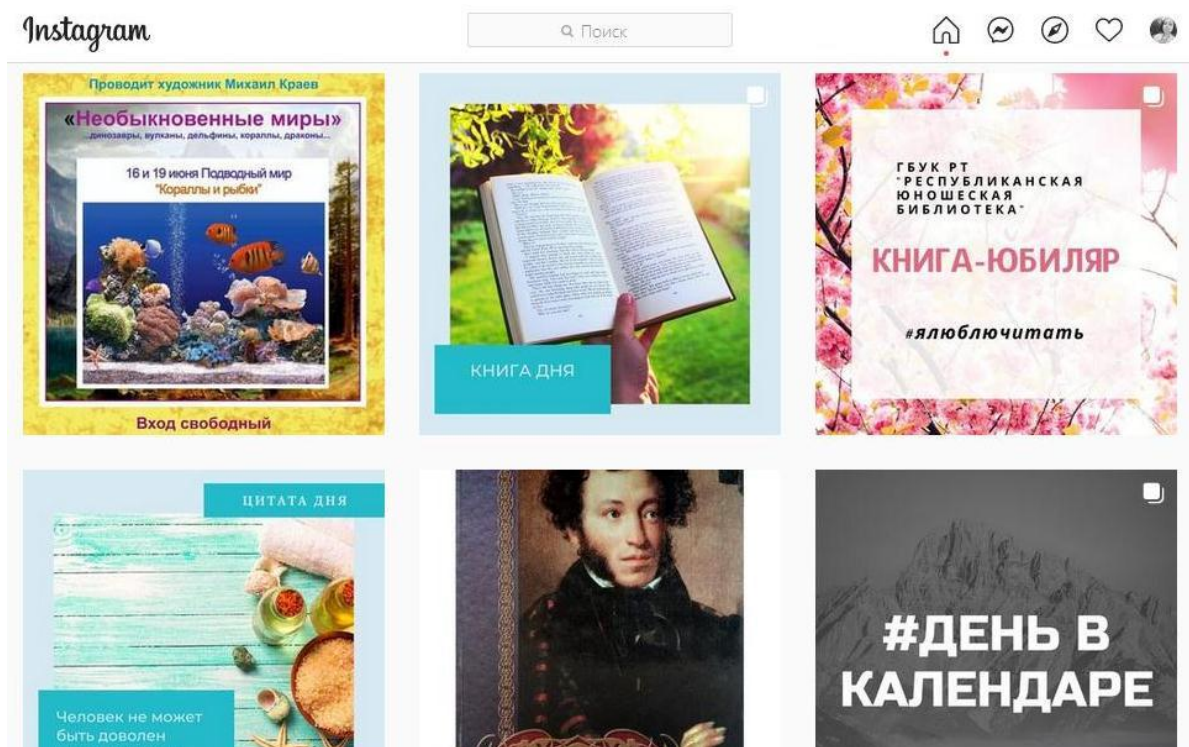 Instagram
Поиск
Проводит художник Михаил Краев
«Необыкновенные миры»
...динозавры, вулканы, дельфины, кораллы, драконы...
16 и 19 июня Подводный мир
"Кораллы и рыбки"
Вход свободный
КНИГА ДНЯ
ГБУК РТ
"РЕСПУБЛИКАНСКАЯ
ЮНОШЕСКАЯ
БИБЛИОТЕКА"
КНИГА-ЮБИЛЯР
#ялюблючитать
ЦИТАТА ДНЯ
Человек не может
быть доволен
#ДЕНЬ В
КАЛЕНДАРЕ